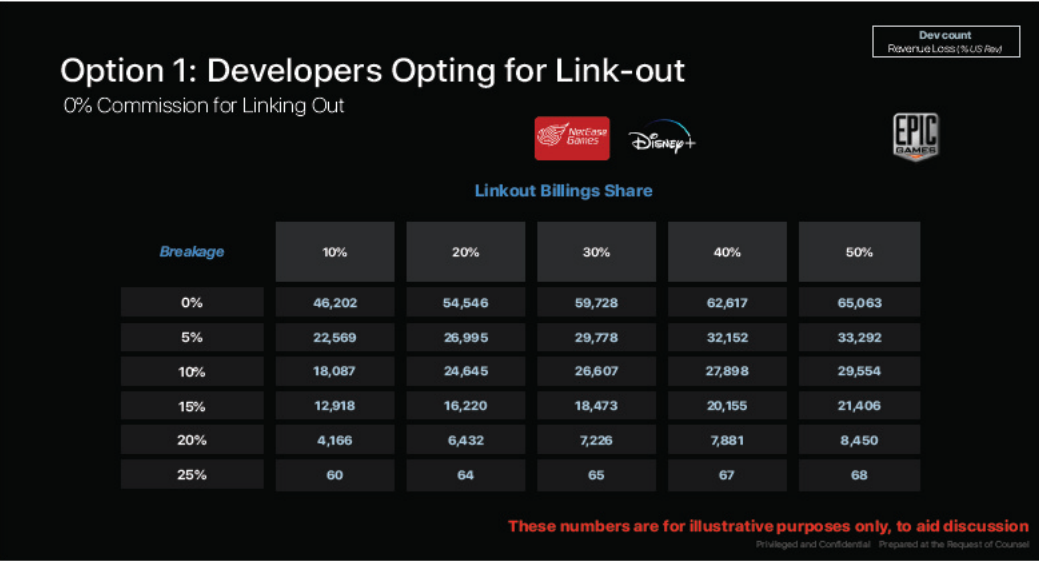 Dev count
Revenue Loss (% US Rev)
Option 1: Developers Opting for Link-out
0% Commission for Linking Out
NetEase Games
Disney+
EPIC GAMES
Linkout Billings Share
Breakage 10% 20% 30% 40% 50%
0% 46,202 54,546 59,728 62,617 65,063
5% 22,569 26,995 29,778 32,152 33,292
10% 18,087 24,645 26,607 27,898 29,554
15% 12,918 16,220 18,473 20,155 21,406
20% 4,166 6,432 7,226 7,881 8,450
25% 60 64 65 67 68
These numbers are for illustrative purposes only, to aid discussion
Privileged and Confidential Prepared at the Request of Counsel